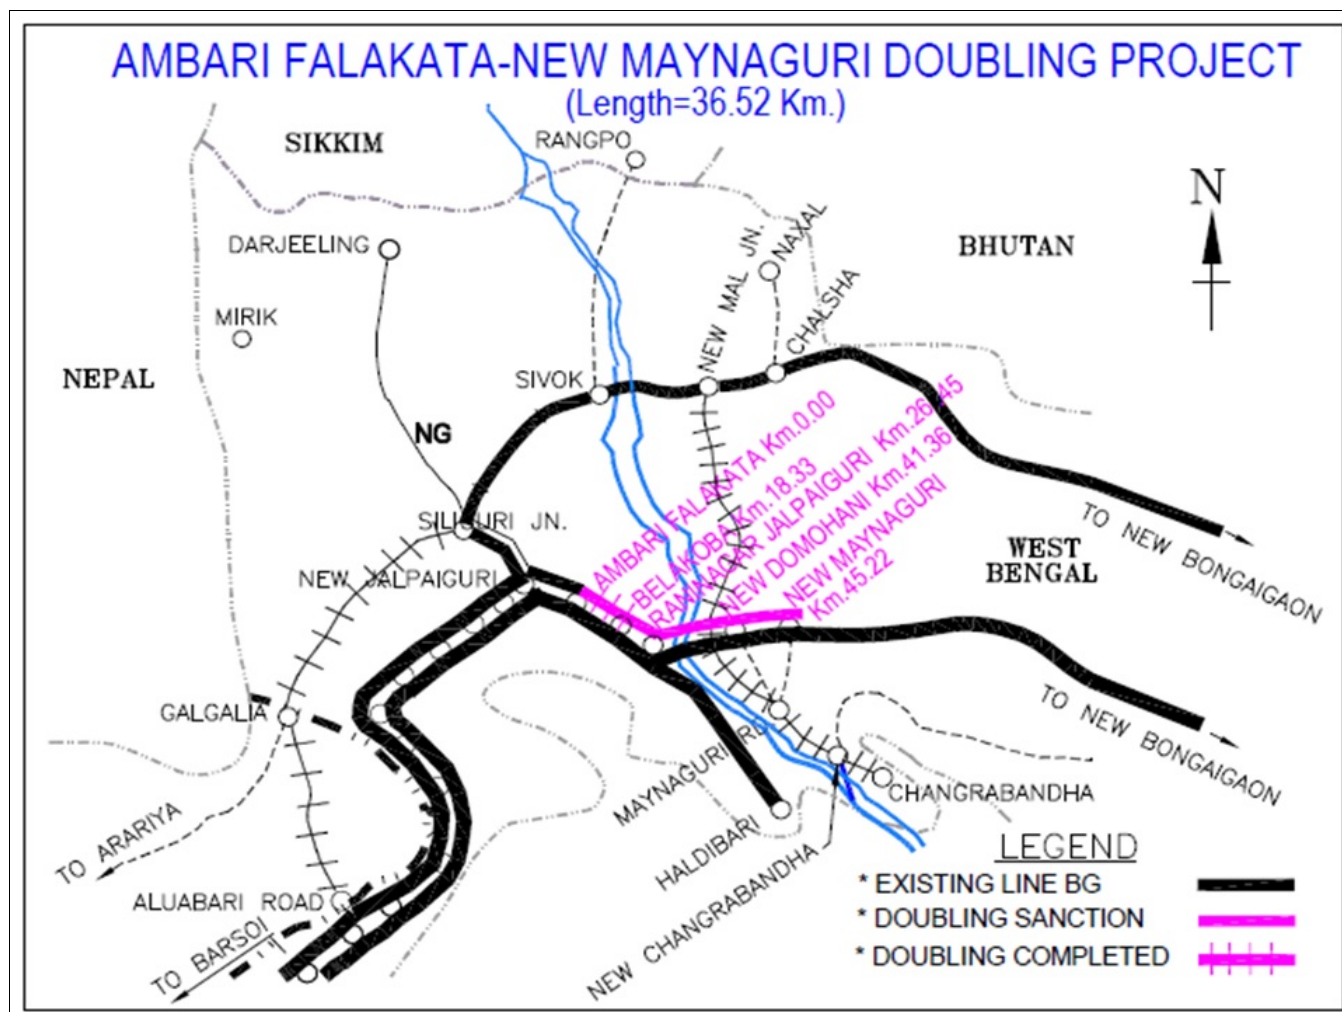 AMBARI FALAKATA-NEW MAYNAGURI DOUBLING PROJECT
(Length=36.52 Km.)
SIKKIM
RANGPO
N
DARJEELING
NEW MAL JN.
NAXAL
BHUTAN
CHALSHA
MIRIK
NEPAL
SIVOK
NG
AMBARI FALAKATA Km.0.00
BELAKOBA Km.18.33
RANINAGAR JALPAIGURI Km.26.45
NEW DOMOHANI Km.41.36
NEW MAYNAGURI
Km.45.22
SILIGURI JN.
NEW JALPAIGURI
TO NEW BONGAIGAON
WEST
BENGAL
GALGALIA
TO NEW BONGAIGAON
MAYNAGURI RD
CHANGRABANDHA
HALDIBARI
NEW CHANGRABANDHA
TO ARARIYA
ALUABARI ROAD
TO BARSOI
LEGEND
* EXISTING LINE BG
* DOUBLING SANCTION
* DOUBLING COMPLETED